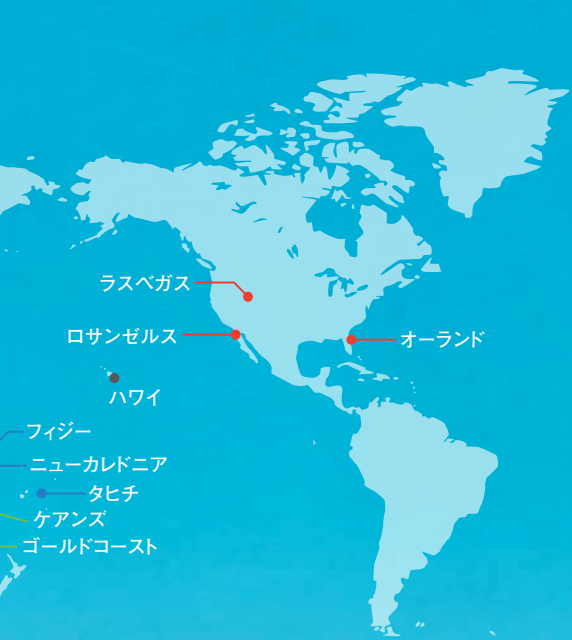 ラスベガス
ロサンゼルス
オーランド
ハワイ
フィジー
ニューカレドニア
タヒチ
ケアンズ
ゴールドコースト